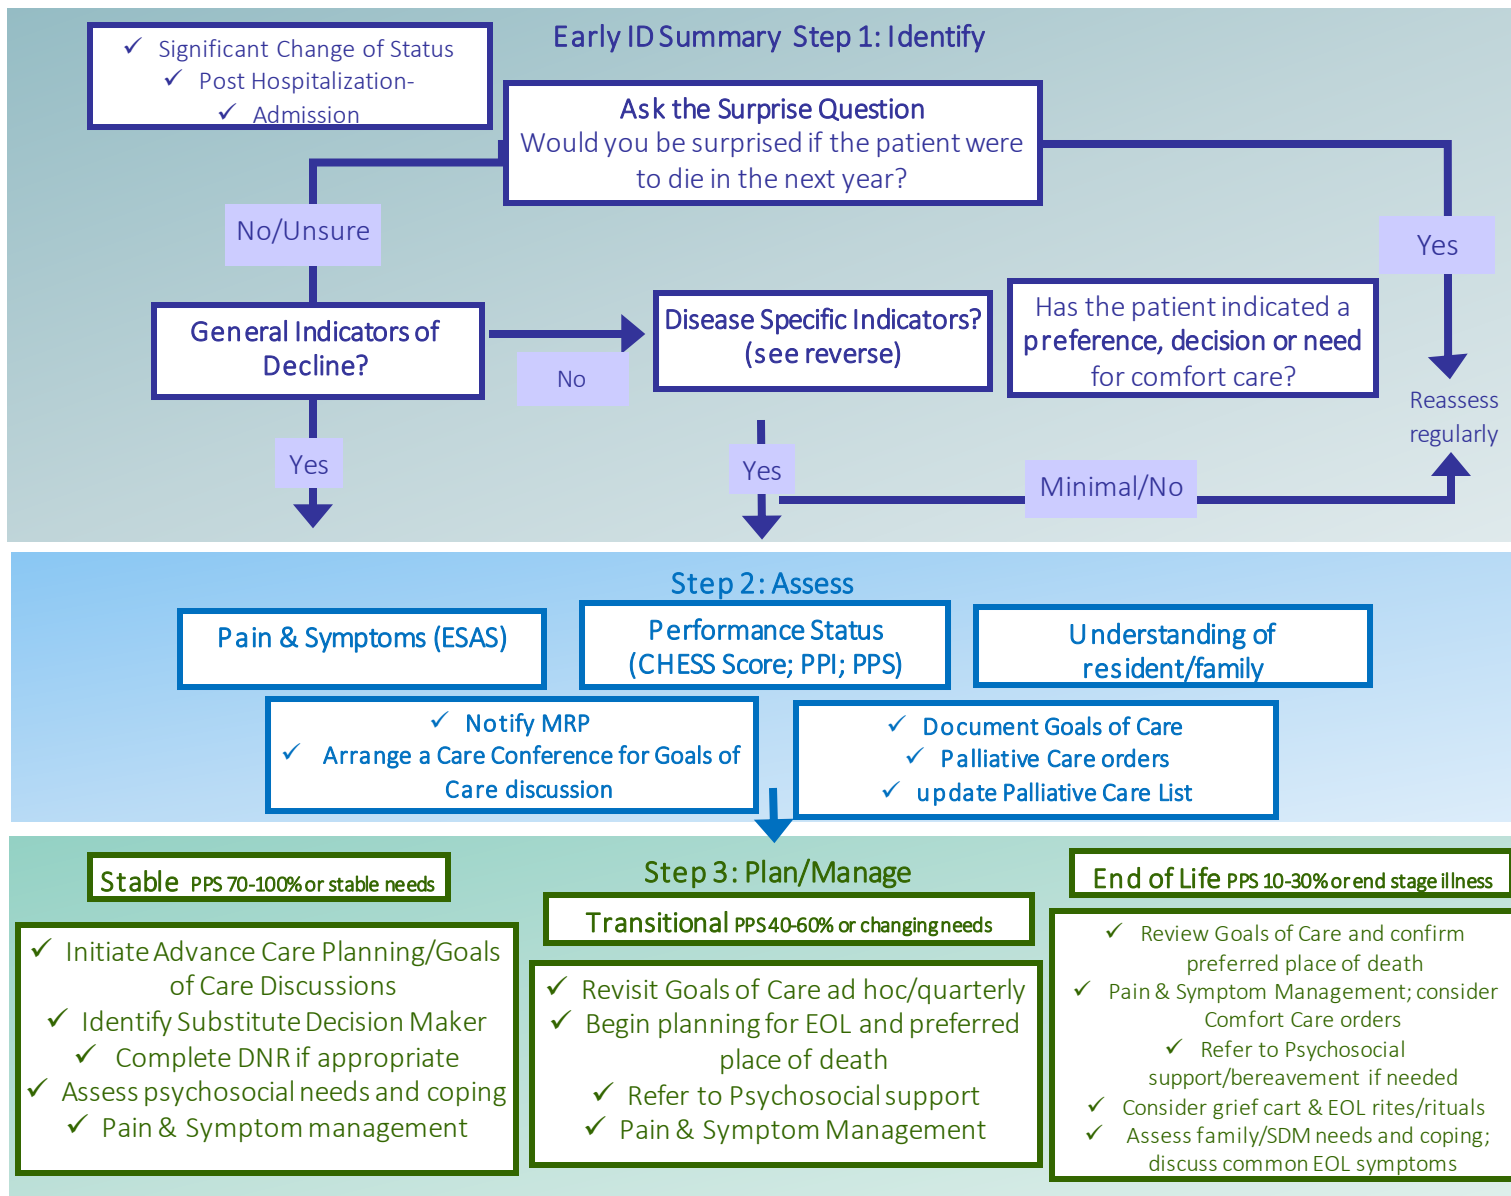 Early ID Summary Step 1: Identify
✓ Significant Change of Status
✓ Post Hospitalization-
✓ Admission
Ask the Surprise Question
Would you be surprised if the patient were
to die in the next year?
No/Unsure
Yes
General Indicators of
Decline?
No
Disease Specific Indicators?
(see reverse)
Has the patient indicated a
preference, decision or need
for comfort care?
Reassess
regularly
Yes
Yes
Minimal/No
Step 2: Assess
Pain & Symptoms (ESAS)
Performance Status
(CHESS Score; PPI; PPS)
Understanding of
resident/family
✓ Notify MRP
✓ Arrange a Care Conference for Goals of
Care discussion
✓ Document Goals of Care
✓ Palliative Care orders
✓ update Palliative Care List
Step 3: Plan/Manage
Stable PPS 70-100% or stable needs
✓ Initiate Advance Care Planning/Goals
of Care Discussions
✓ Identify Substitute Decision Maker
✓ Complete DNR if appropriate
✓ Assess psychosocial needs and coping
✓ Pain & Symptom management
Transitional PPS 40-60% or changing needs
✓ Revisit Goals of Care ad hoc/quarterly
✓ Begin planning for EOL and preferred
place of death
✓ Refer to Psychosocial support
✓ Pain & Symptom Management
End of Life PPS 10-30% or end stage illness
✓ Review Goals of Care and confirm
preferred place of death
✓ Pain & Symptom Management; consider
Comfort Care orders
✓ Refer to Psychosocial
support/bereavement if needed
✓ Consider grief cart & EOL rites/rituals
✓ Assess family/SDM needs and coping;
discuss common EOL symptoms